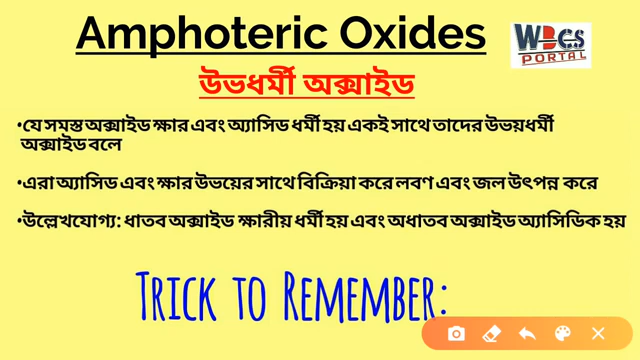 Amphoteric Oxides
WBCS
PORTAL
উভধর্মী অক্সাইড
•যে সমস্ত অক্সাইড ক্ষার এবং অ্যাসিড ধর্মী হয় একই সাথে তাদের উভয়ধর্মী
অক্সাইড বলে
•এরা অ্যাসিড এবং ক্ষার উভয়ের সাথে বিক্রিয়া করে লবণ এবং জল উৎপন্ন করে
•উল্লেখযোগ্য: ধাতব অক্সাইড ক্ষারীয় ধর্মী হয় এবং অধাতব অক্সাইড অ্যাসিডিক হয়
Trick to Remember: